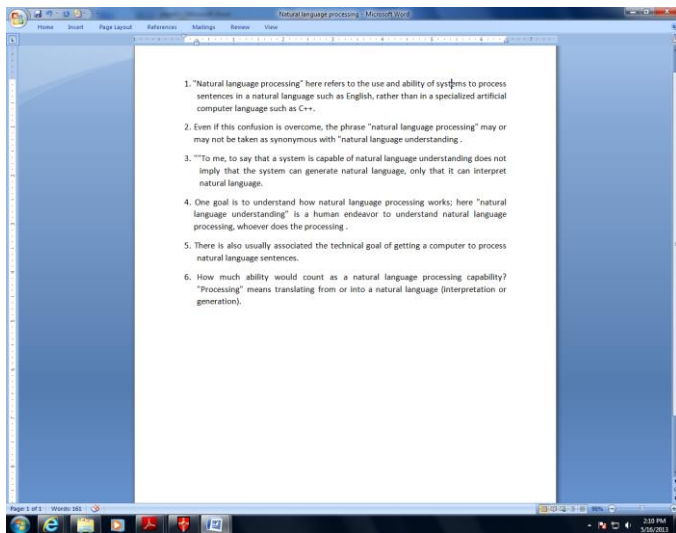 Natural language processing - Microsoft Word
Home Insert Page Layout References Mailings Review View
1. "Natural language processing" here refers to the use and ability of systems to process
sentences in a natural language such as English, rather than in a specialized artificial
computer language such as C++.
2. Even if this confusion is overcome, the phrase "natural language processing" may or
may not be taken as synonymous with "natural language understanding .
3. ""To me, to say that a system is capable of natural language understanding does not
imply that the system can generate natural language, only that it can interpret
natural language.
4. One goal is to understand how natural language processing works; here "natural
language understanding" is a human endeavor to understand natural language
processing, whoever does the processing .
5. There is also usually associated the technical goal of getting a computer to process
natural language sentences.
6. How much ability would count as a natural language processing capability?
"Processing" means translating from or into a natural language (interpretation or
generation).
Page: 1 of 1 Words: 161 90%
2:10 PM
5/16/2013